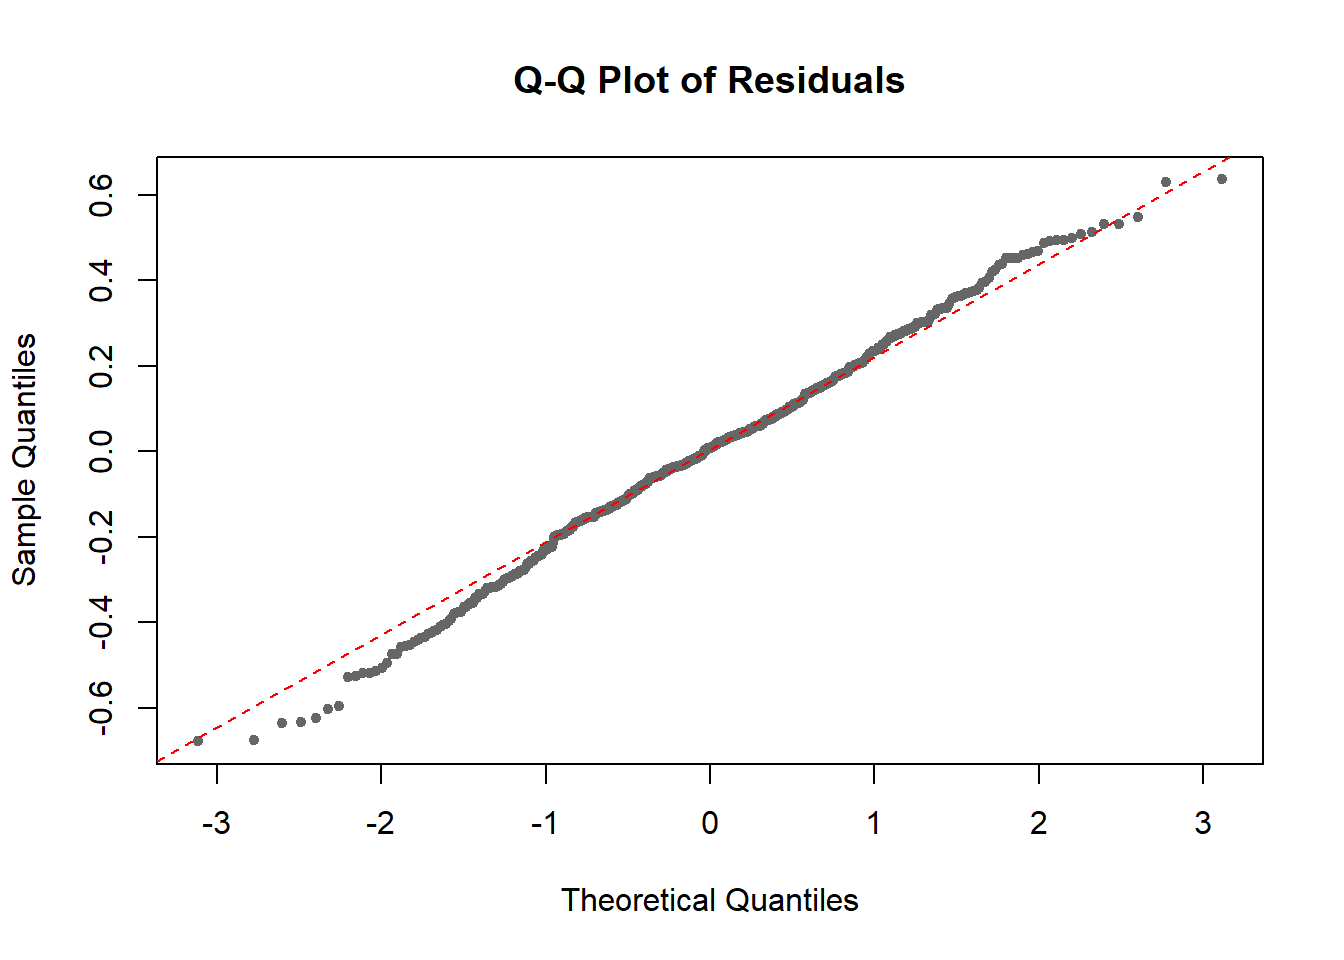 Q-Q Plot of Residuals
Sample Quantiles
0.6
0.4
0.2
0.0
-0.2
-0.4
-0.6
-3 -2 -1 0 1 2 3
Theoretical Quantiles